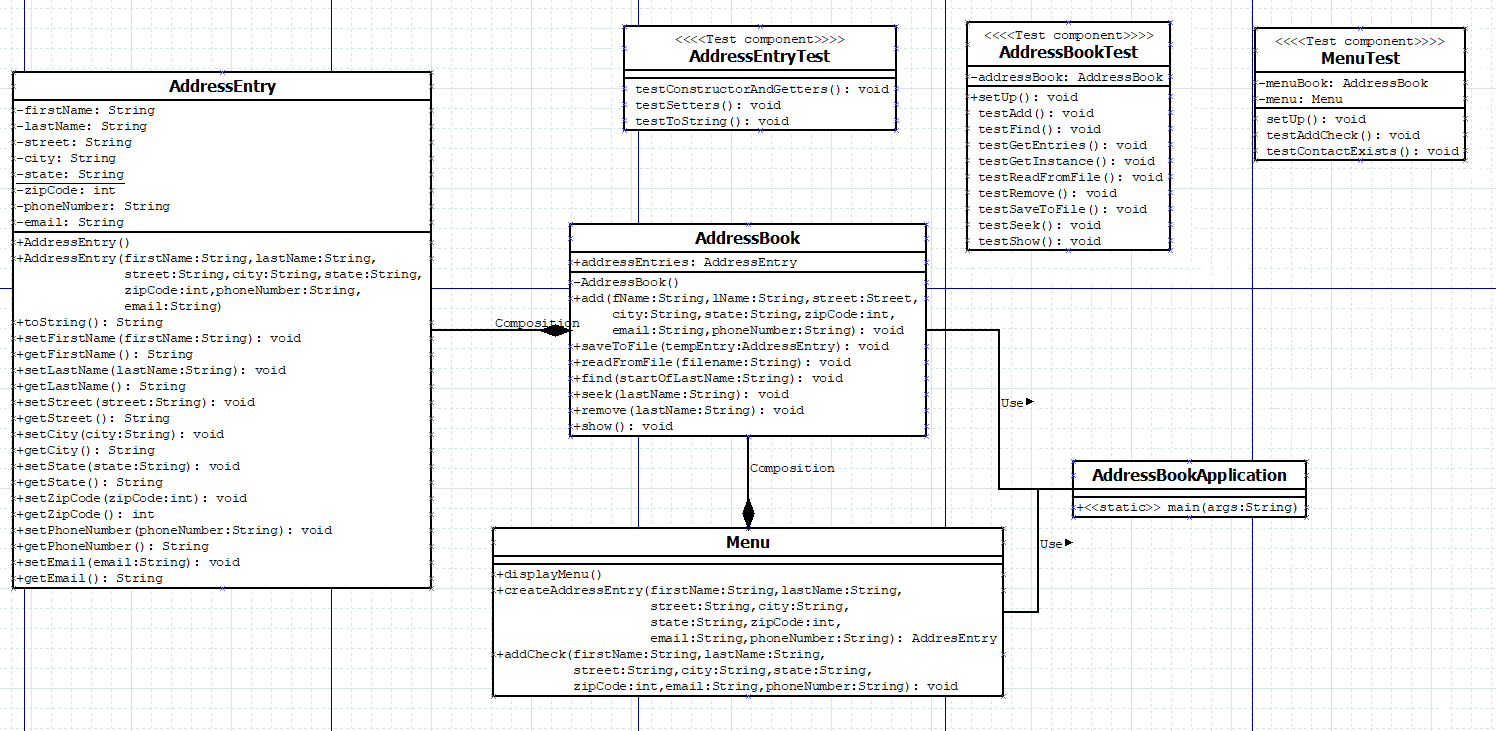 AddressEntry
-firstName: String
-lastName: String
-street: String
-city: String
-state: String
-zipCode: int
-phoneNumber: String
-email: String
+AddressEntry()
+AddressEntry(firstName:String,lastName:String,
street:String,city:String,state:String,
zipCode:int,phoneNumber:String,
email:String)
+toString(): String
+setFirstName(firstName:String): void
+getFirstName(): String
+setLastName(lastName:String): void
+getLastName(): String
+setStreet(street:String): void
+getStreet(): String
+setCity(city:String): void
+getCity(): String
+setState(state:String): void
+getState(): String
+setZipCode(zipCode:int): void
+getZipCode(): int
+setPhoneNumber(phoneNumber:String): void
+getPhoneNumber(): String
+setEmail(email:String): void
+getEmail(): String
<<<<Test component>>>>
AddressEntryTest
testConstructorAndGetters(): void
testSetters(): void
testToString(): void
<<<<Test component>>>>
AddressBookTest
-addressBook: AddressBook
+setUp(): void
testAdd(): void
testFind(): void
testGetEntries(): void
testGetInstance(): void
testReadFromFile(): void
testRemove(): void
testSaveToFile(): void
testSeek(): void
testShow(): void
<<<<Test component>>>>
MenuTest
-menuBook: AddressBook
-menu: Menu
setUp(): void
testAddCheck(): void
testContactExists(): void
Composition
AddressBook
+addressEntries: AddressEntry
-AddressBook()
+add(fName:String,lName:String,street:Street,
city:String,state:String,zipCode:int,
email:String,phoneNumber:String): void
+saveToFile(tempEntry:AddressEntry): void
+readFromFile(filename:String): void
+find(startOfLastName:String): void
+seek(lastName:String): void
+remove(lastName:String): void
+show(): void
Use
Composition
AddressBookApplication
+<<static>> main(args:String)
Use
Menu
+displayMenu()
+createAddressEntry(firstName:String,lastName:String,
street:String,city:String,
state:String,zipCode:int,
email:String,phoneNumber:String): AddresEntry
+addCheck(firstName:String,lastName:String,
street:String,city:String,state:String,
zipCode:int,email:String,phoneNumber:String): void